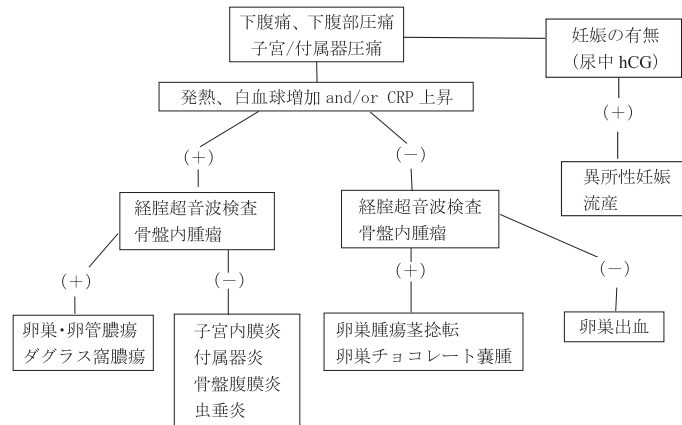 下腹痛、下腹部圧痛
子宮/付属器圧痛
妊娠の有無
(尿中 hCG)
発熱、白血球増加 and/or CRP 上昇
(+)
(+)
(−)
異所性妊娠
流産
経腟超音波検査
骨盤内腫瘤
経腟超音波検査
骨盤内腫瘤
(+)
(−)
(+)
(−)
卵巣・卵管膿瘍
ダグラス窩膿瘍
子宮内膜炎
付属器炎
骨盤腹膜炎
虫垂炎
卵巣腫瘍茎捻転
卵巣チョコレート嚢腫
卵巣出血